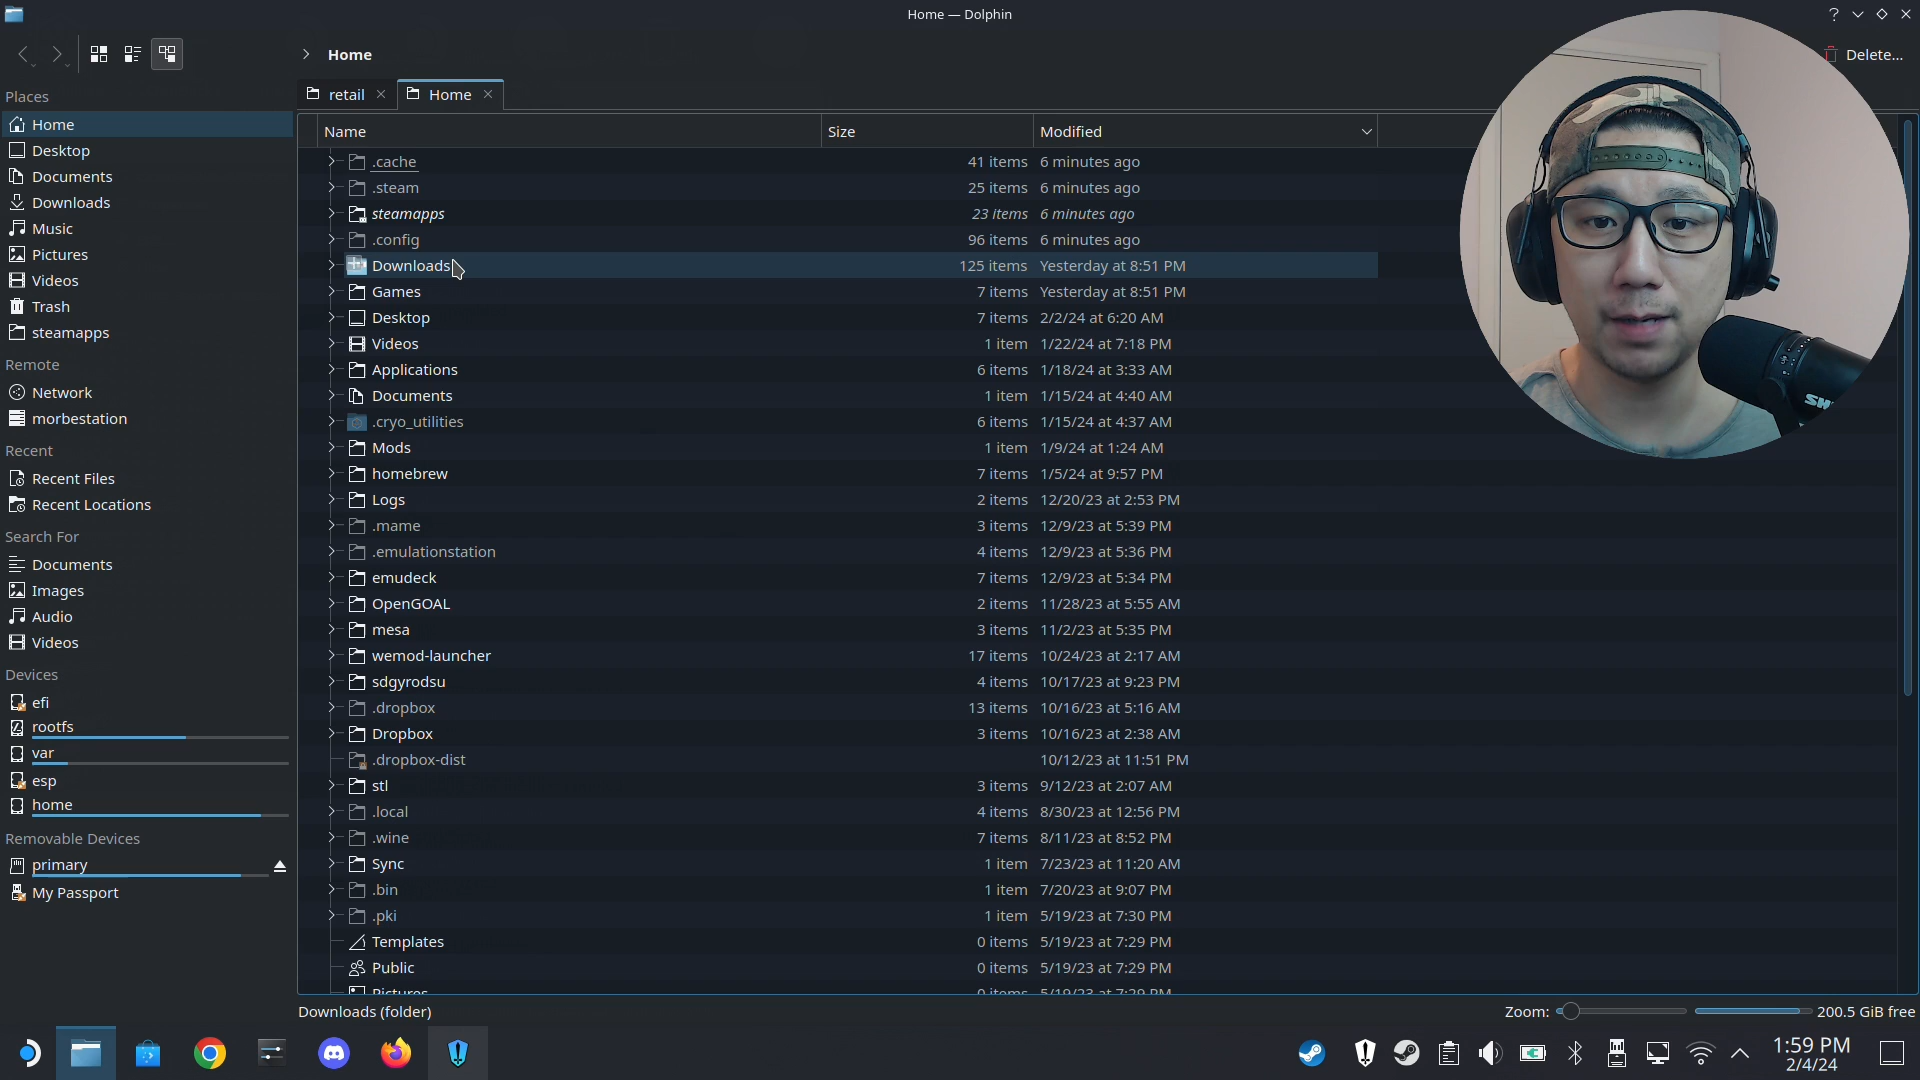 Home — Dolphin
Home
Delete...
Places
Home
Desktop
Documents
Downloads
Music
Pictures
Videos
Trash
steamapps
Remote
Network
morbestation
Recent
Recent Files
Recent Locations
Search For
Documents
Images
Audio
Videos
Devices
efi
rootfs
var
esp
home
Removable Devices
primary
My Passport
retail
Home
Name Size Modified
.cache 41 items 6 minutes ago
.steam 25 items 6 minutes ago
steamapps 23 items 6 minutes ago
.config 96 items 6 minutes ago
Downloads 125 items Yesterday at 8:51 PM
Games 7 items Yesterday at 8:51 PM
Desktop 7 items 2/2/24 at 6:20 AM
Videos 1 item 1/22/24 at 7:18 PM
Applications 6 items 1/18/24 at 3:33 AM
Documents 1 item 1/15/24 at 4:40 AM
.cryo_utilities 6 items 1/15/24 at 4:37 AM
Mods 1 item 1/9/24 at 1:24 AM
homebrew 7 items 1/5/24 at 9:57 PM
Logs 2 items 12/20/23 at 2:53 PM
.mame 3 items 12/9/23 at 5:39 PM
.emulationstation 4 items 12/9/23 at 5:36 PM
emudeck 7 items 12/9/23 at 5:34 PM
OpenGOAL 2 items 11/28/23 at 5:55 AM
mesa 3 items 11/2/23 at 5:35 PM
wemod-launcher 17 items 10/24/23 at 2:17 AM
sdgyrodsu 4 items 10/17/23 at 9:23 PM
.dropbox 13 items 10/16/23 at 5:16 AM
Dropbox 3 items 10/16/23 at 2:38 AM
.dropbox-dist 10/12/23 at 11:51 PM
stl 3 items 9/12/23 at 2:07 AM
.local 4 items 8/30/23 at 12:56 PM
.wine 7 items 8/11/23 at 8:52 PM
Sync 1 item 7/23/23 at 11:20 AM
.bin 1 item 7/20/23 at 9:07 PM
.pki 1 item 5/19/23 at 7:30 PM
Templates 0 items 5/19/23 at 7:29 PM
Public 0 items 5/19/23 at 7:29 PM
Pictures 0 items 5/19/23 at 7:29 PM
Downloads (folder)
Zoom:
200.5 GiB free
1:59 PM
2/4/24